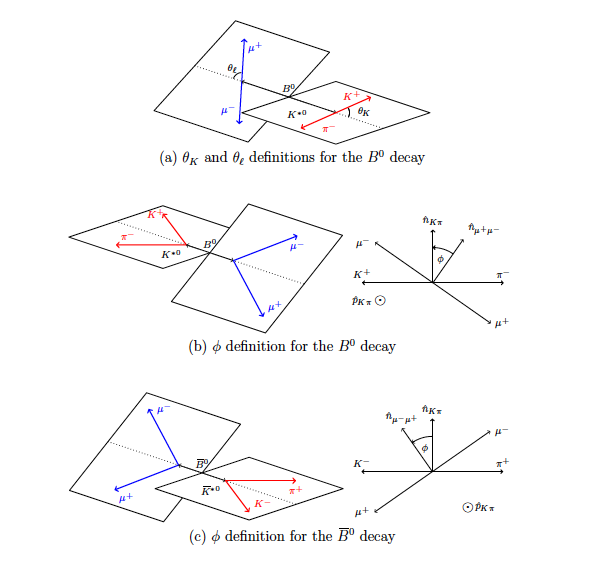 μ+
θℓ
B0
K+
μ−
K∗0
θK
π−
(a) θK and θℓ definitions for the B0 decay
K+
π−
B0
K∗0
μ−
μ+
n̂Kπ
n̂μ+μ−
μ−
ϕ
K+
π−
p̂Kπ ⊙
μ+
(b) ϕ definition for the B0 decay
μ−
B̅0
K̅∗0
π+
μ+
K−
n̂Kπ
n̂μ−μ+
μ−
ϕ
K−
π+
μ+
⊙ p̂Kπ
(c) ϕ definition for the B̅0 decay